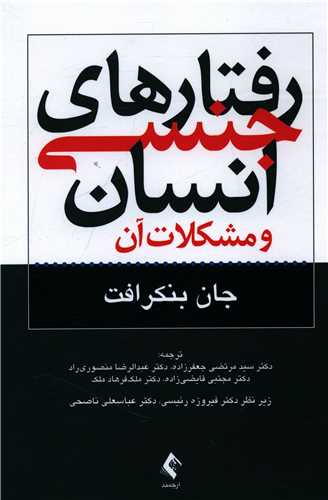 رفتارهای
جنسی
انسان
و مشکلات آن
جان بنکرافت
ترجمه:
دکتر سید مرتضی جعفرزاده، دکتر عبدالرضا منصوری‌راد
دکتر مجتبی فایضی‌زاده، دکتر ملک‌فرهاد ملک
زیر نظر دکتر فیروزه رئیسی، دکتر عباسعلی ناصحی
ارجمند